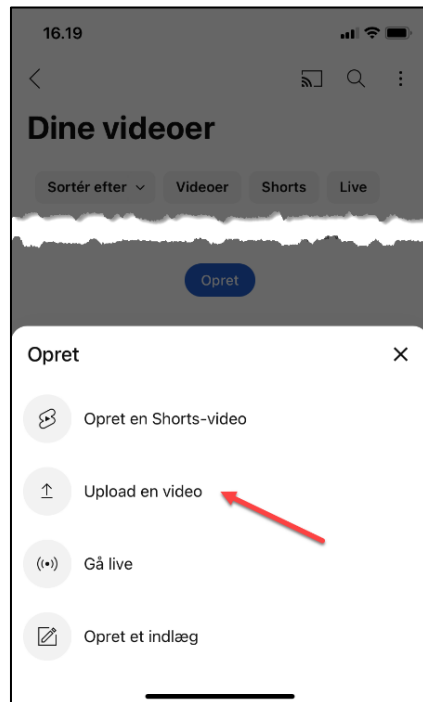 16.19
Dine videoer
Sortér efter Videoer Shorts Live
Opret
Opret
Opret en Shorts-video
Upload en video
Gå live
Opret et indlæg